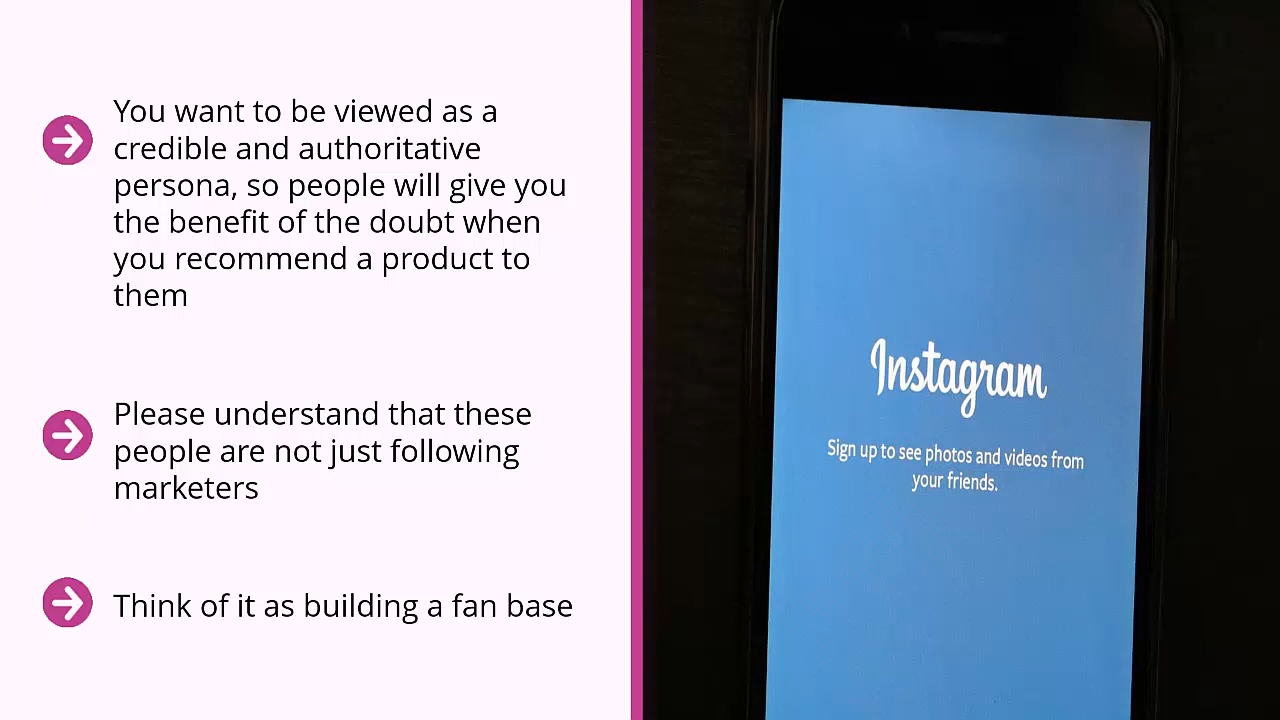 You want to be viewed as a
credible and authoritative
persona, so people will give you
the benefit of the doubt when
you recommend a product to
them
Please understand that these
people are not just following
marketers
Think of it as building a fan base
Instagram
Sign up to see photos and videos from
your friends.